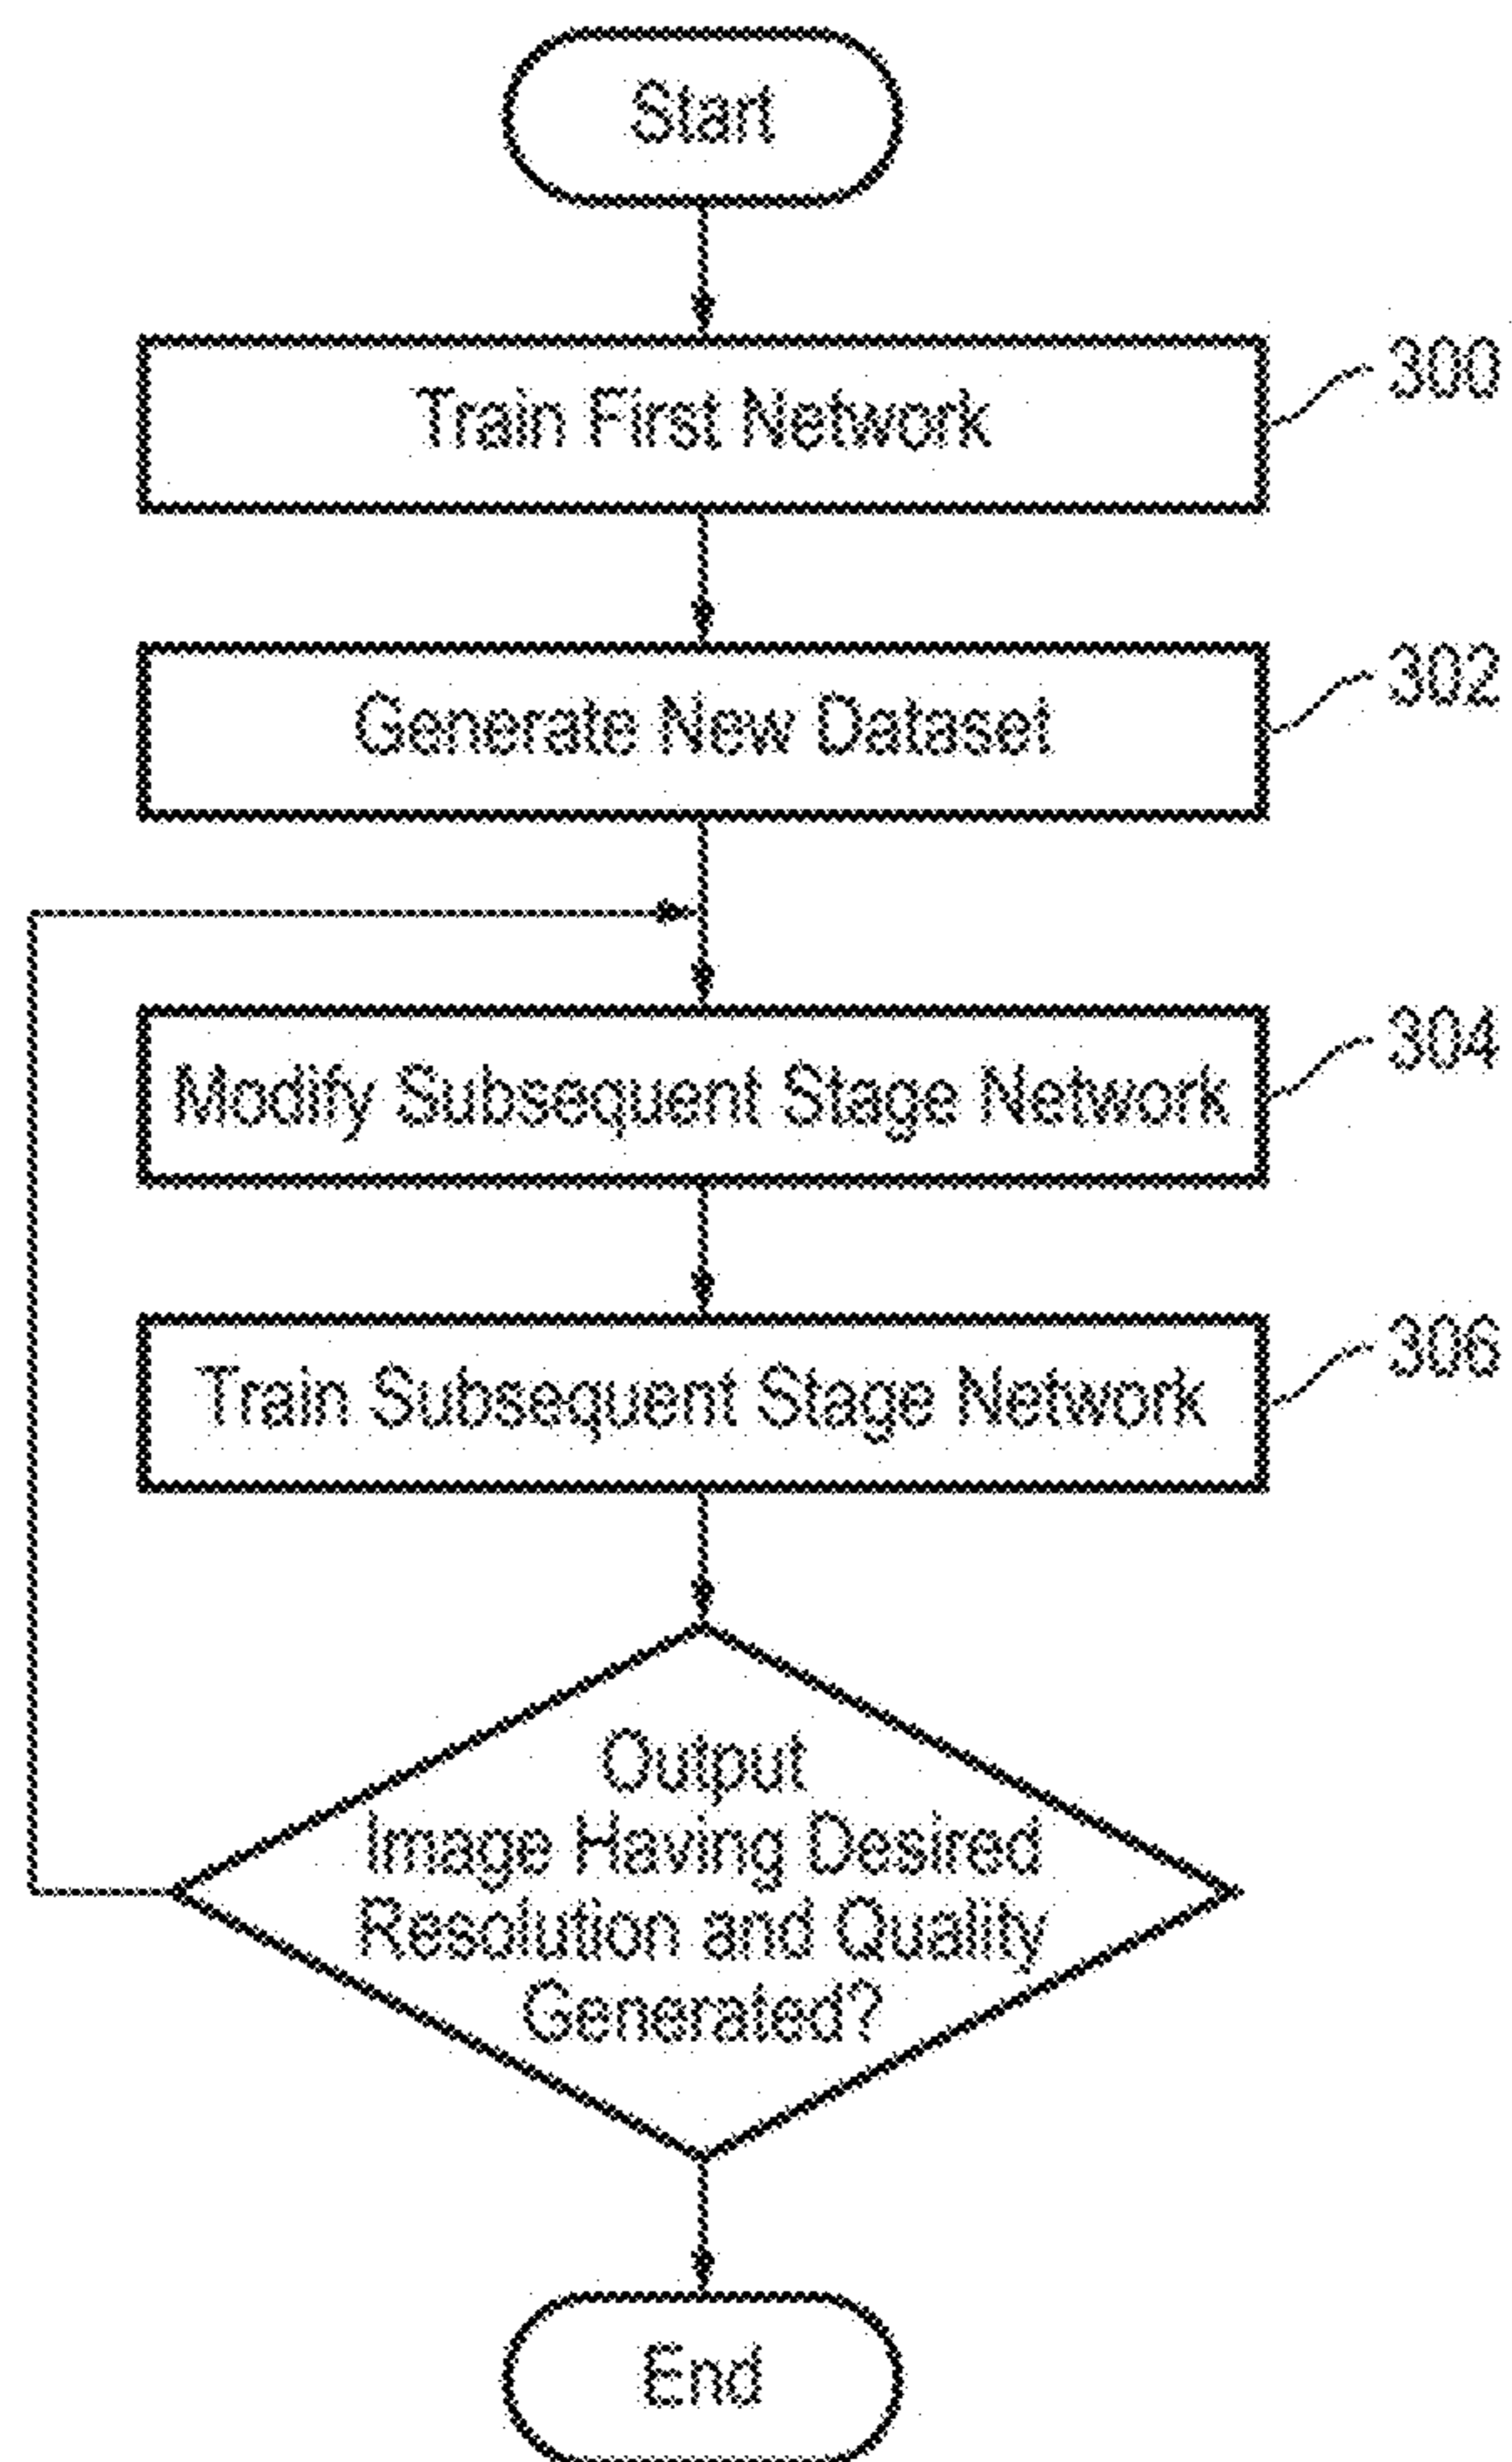 Start
Train First Network
300
Generate New Dataset
302
Modify Subsequent Stage Network
304
Train Subsequent Stage Network
306
Output
Image Having Desired
Resolution and Quality
Generated?
End